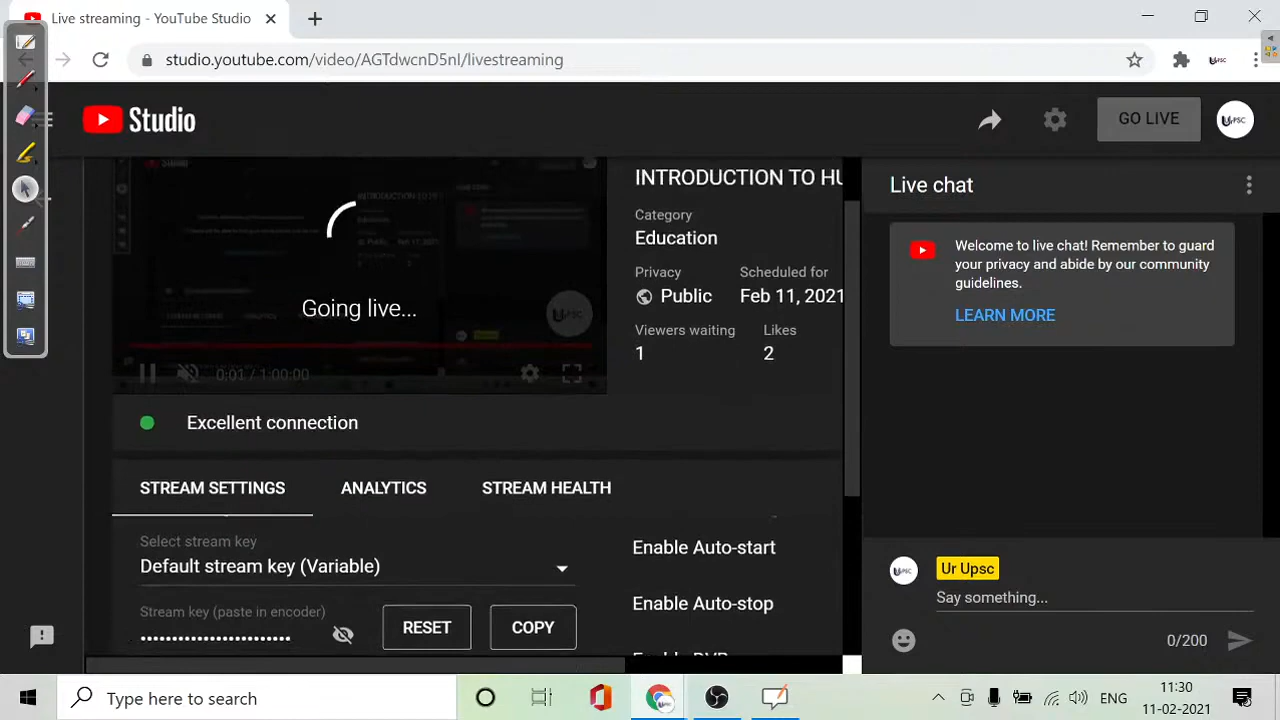 Live streaming - YouTube Studio
studio.youtube.com/video/AGTdwcnD5nI/livestreaming
Studio
GO LIVE
UPSC
INTRODUCTION TO HU
Category
Education
Privacy
Scheduled for
Public
Feb 11, 2021
Viewers waiting
Likes
1
2
Going live...
0:01 / 1:00:00
Excellent connection
STREAM SETTINGS
ANALYTICS
STREAM HEALTH
Select stream key
Default stream key (Variable)
Stream key (paste in encoder)
RESET
COPY
Enable Auto-start
Enable Auto-stop
Live chat
Welcome to live chat! Remember to guard
your privacy and abide by our community
guidelines.
LEARN MORE
Ur Upsc
Say something...
0/200
Type here to search
ENG
11:30
11-02-2021